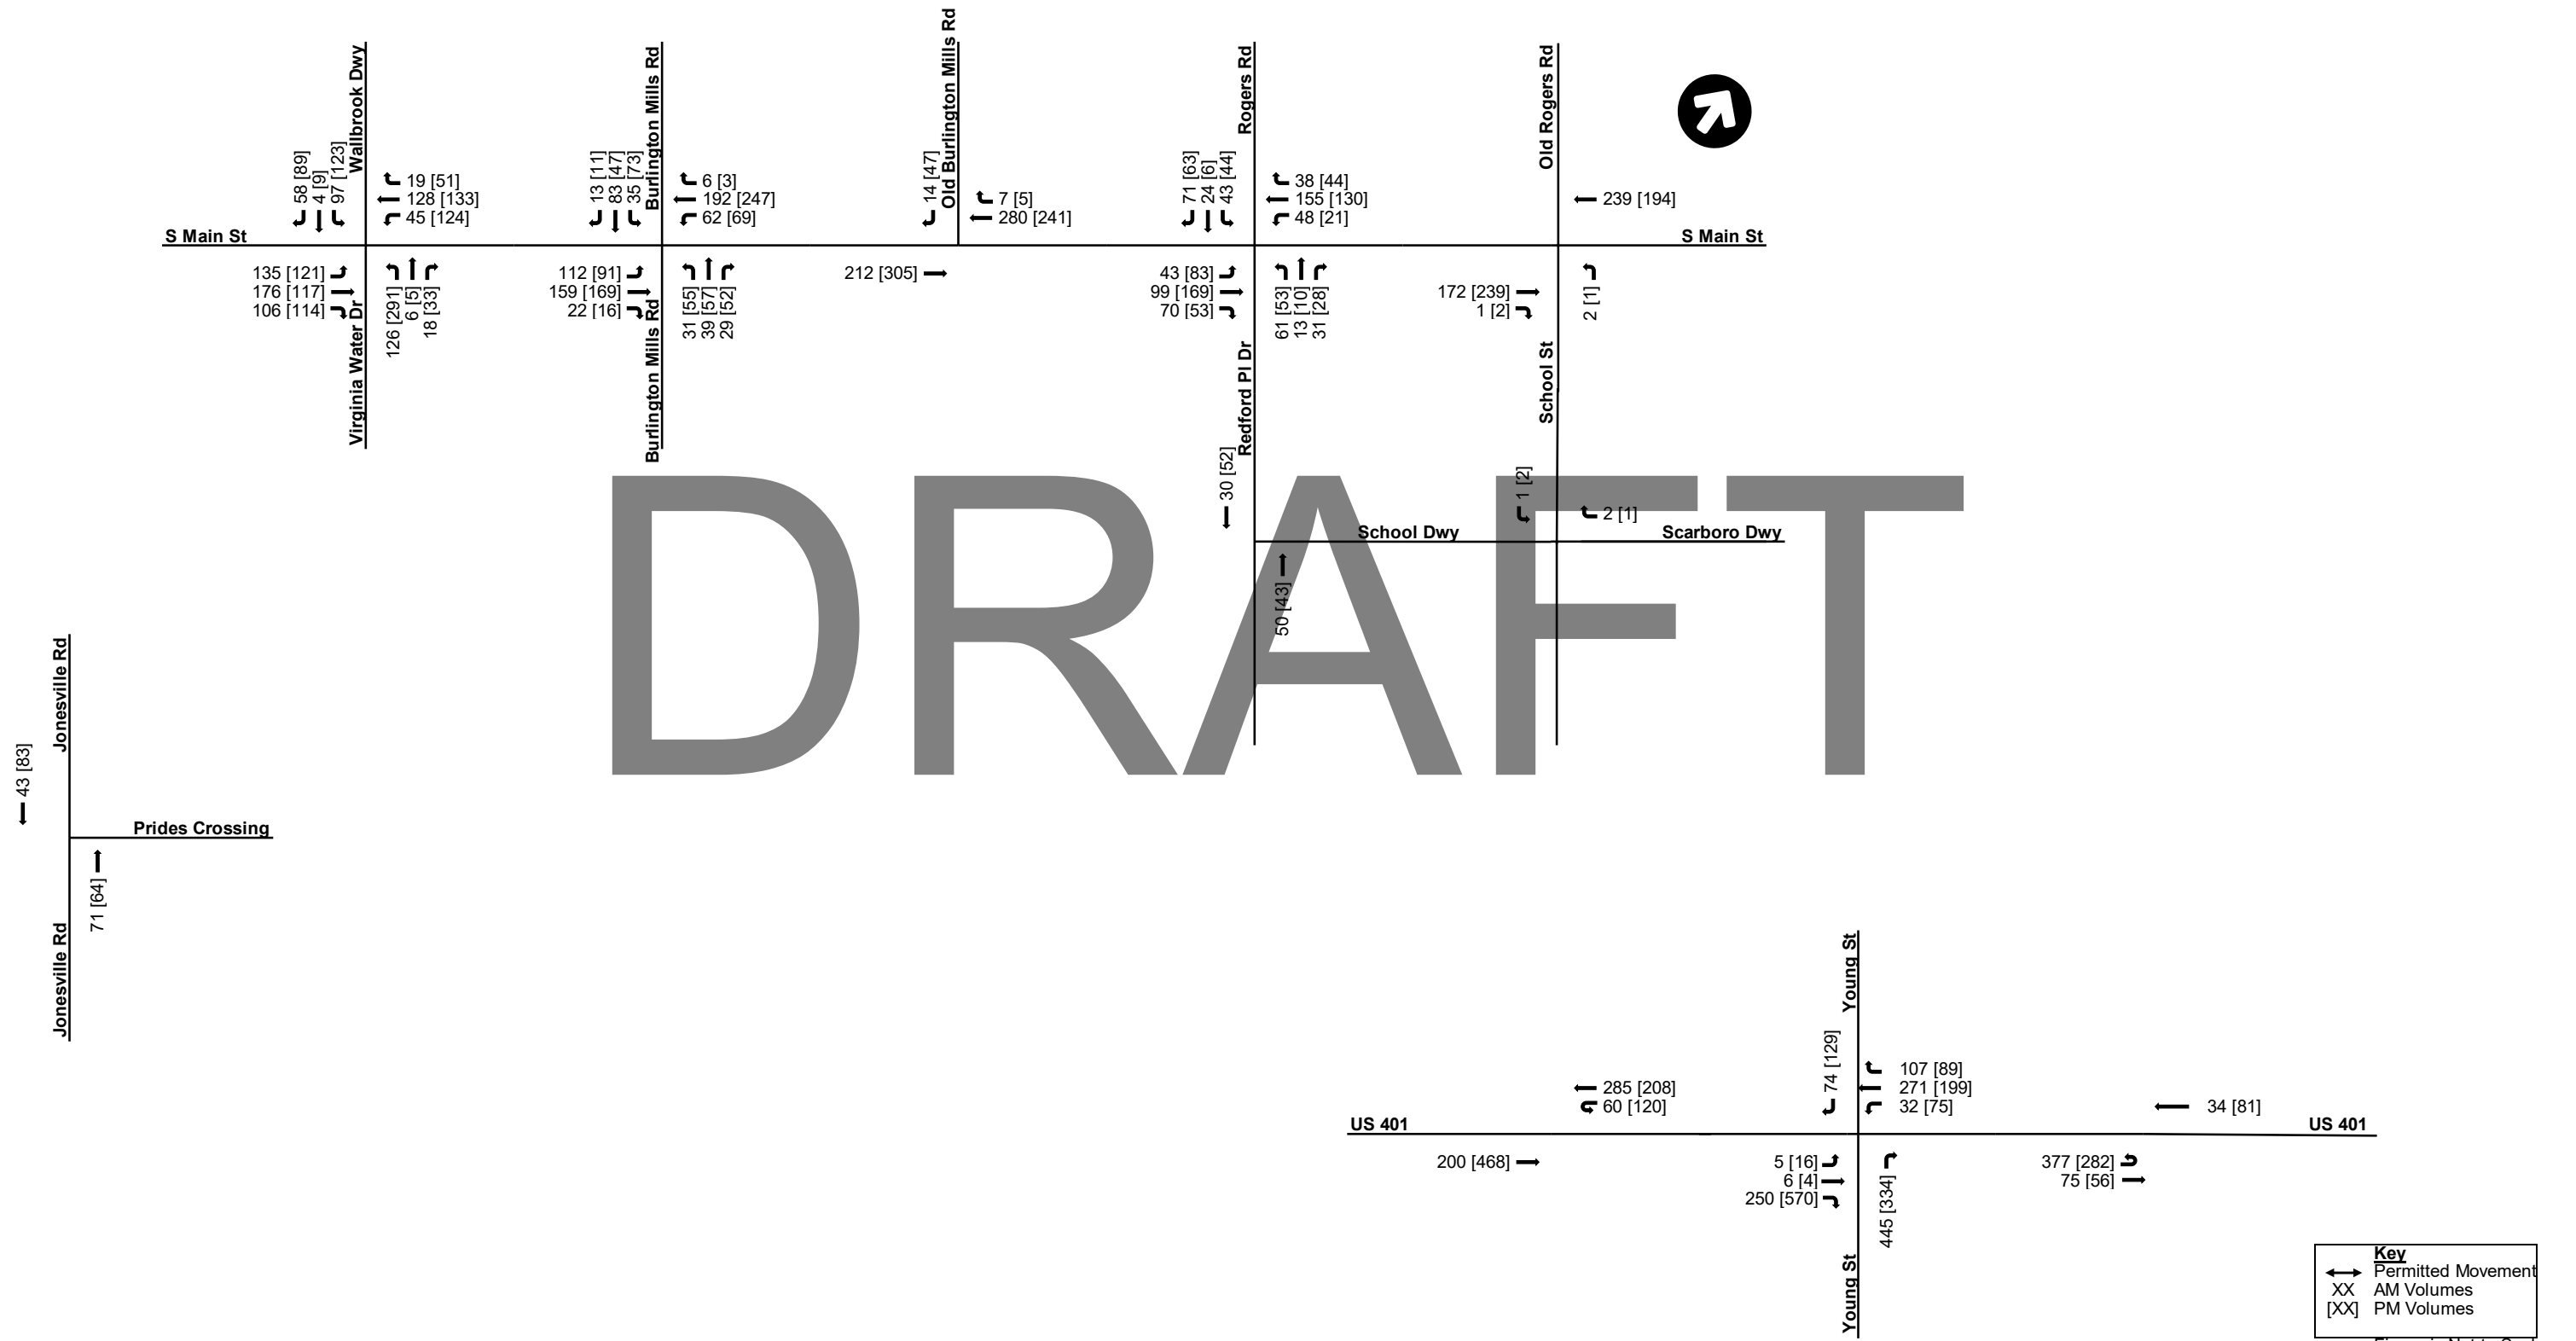 Wallbrook Dwy
Burlington Mills Rd
Old Burlington Mills Rd
Rogers Rd
Old Rogers Rd
58 [89]
4 [9]
97 [123]
19 [51]
128 [133]
45 [124]
13 [11]
83 [47]
35 [73]
6 [3]
192 [247]
62 [69]
14 [47]
7 [5]
280 [241]
71 [63]
24 [6]
43 [44]
38 [44]
155 [130]
48 [21]
239 [194]
S Main St
S Main St
135 [121]
176 [117]
106 [114]
126 [291]
6 [5]
18 [33]
112 [91]
159 [169]
22 [16]
31 [55]
39 [57]
29 [52]
212 [305]
43 [83]
99 [169]
70 [53]
61 [53]
13 [10]
31 [28]
172 [239]
1 [2]
2 [1]
Virginia Water Dr
Burlington Mills Rd
Redford Pl Dr
School St
30 [52]
1 [2]
2 [1]
School Dwy
Scarboro Dwy
50 [43]
DRAFT
Jonesville Rd
43 [83]
Prides Crossing
71 [64]
Jonesville Rd
Young St
74 [129]
285 [208]
60 [120]
107 [89]
271 [199]
32 [75]
34 [81]
US 401
US 401
200 [468]
5 [16]
6 [4]
250 [570]
445 [334]
377 [282]
75 [56]
Young St
Key
Permitted Movement
XX AM Volumes
[XX] PM Volumes